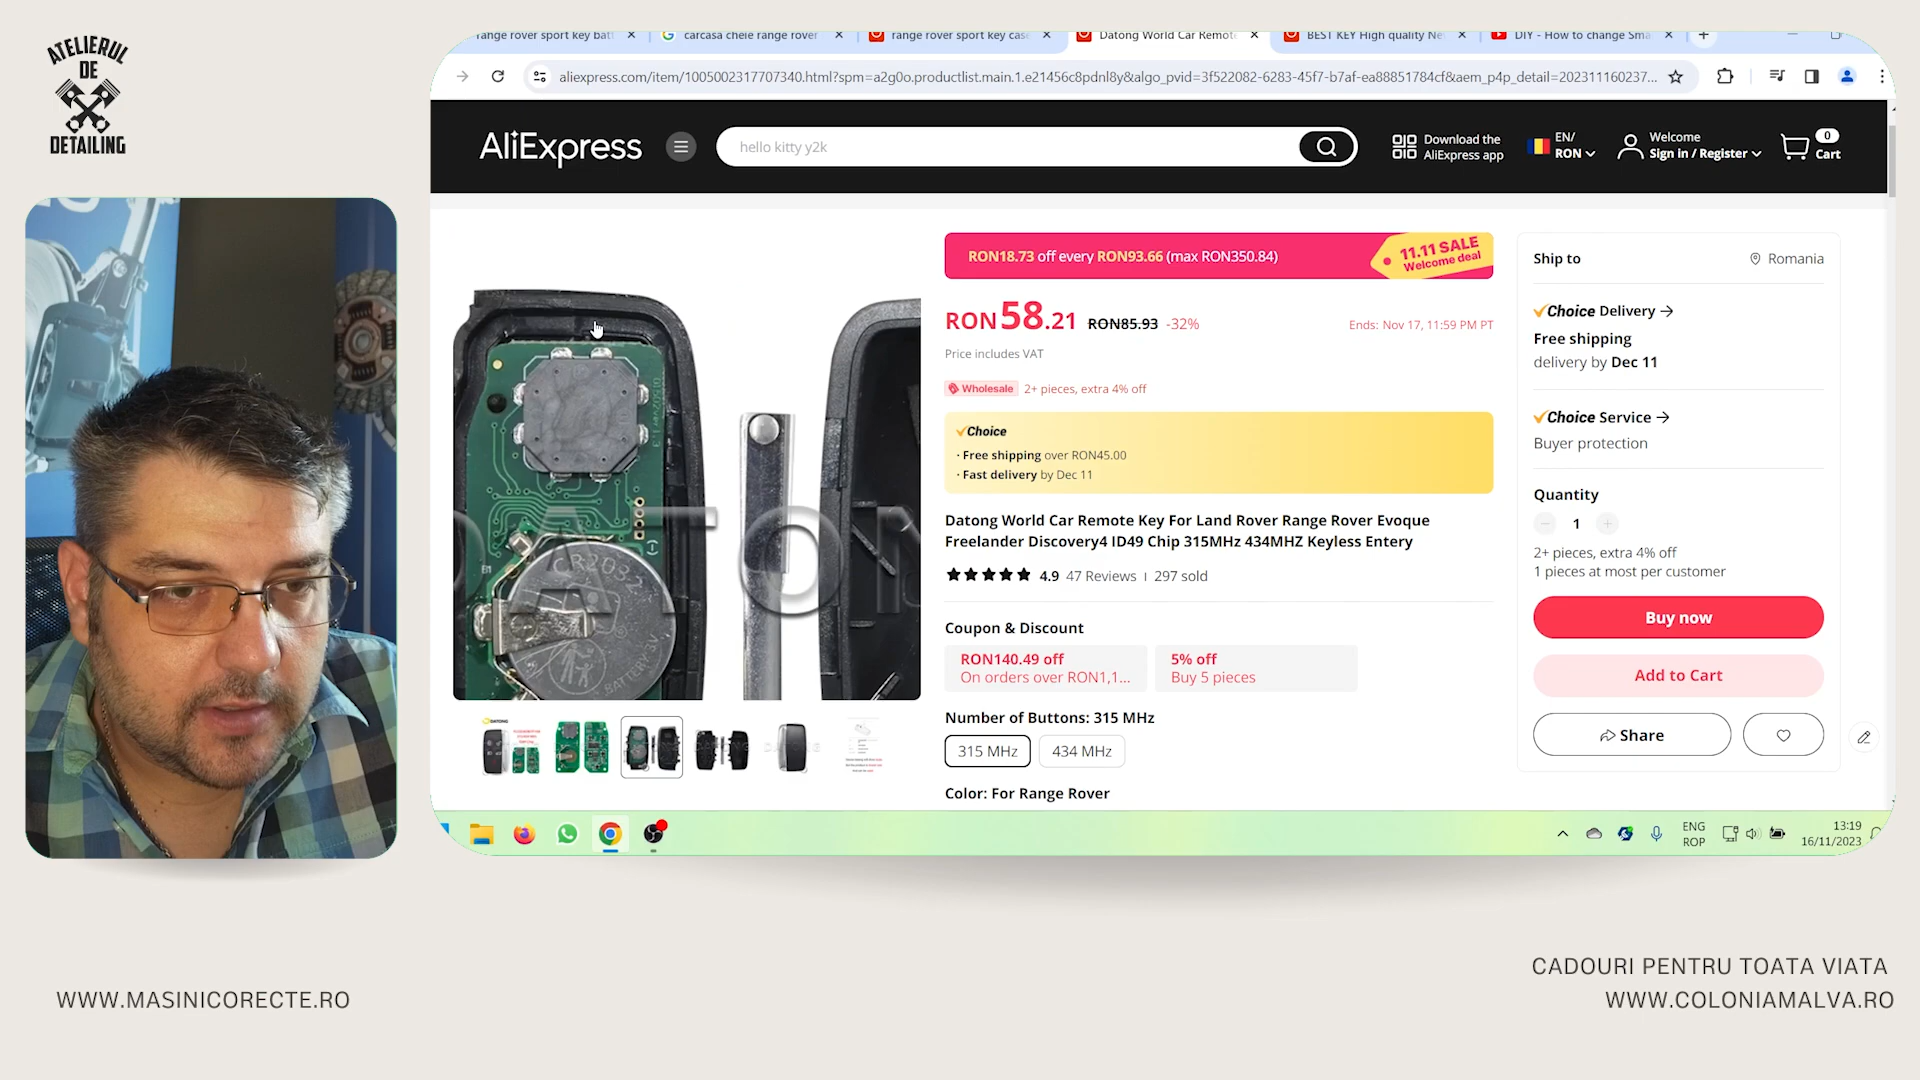 ATELIERUL
DE
DETAILING
range rover sport key bat
carcasa cheie range rover
range rover sport key case
Datong World Car Remote
BEST KEY High quality Ne
DIY - How to change Sma
aliexpress.com/item/1005002317707340.html?spm=a2g0o.productlist.main.1.e21456c8pdnl8y&algo_pvid=3f522082-6283-45f7-b7af-ea88851784cf&aem_p4p_detail=202311160237...
AliExpress
hello kitty y2k
Download the
AliExpress app
EN/
RON
Welcome
Sign in / Register
0
Cart
RON18.73 off every RON93.66 (max RON350.84)
11.11 SALE
Welcome deal
RON58.21 RON85.93 -32%
Ends: Nov 17, 11:59 PM PT
Price includes VAT
Wholesale 2+ pieces, extra 4% off
Choice
· Free shipping over RON45.00
· Fast delivery by Dec 11
Datong World Car Remote Key For Land Rover Range Rover Evoque
Freelander Discovery4 ID49 Chip 315MHz 434MHZ Keyless Entery
4.9 47 Reviews 297 sold
Coupon & Discount
RON140.49 off
On orders over RON1,1...
5% off
Buy 5 pieces
Number of Buttons: 315 MHz
315 MHz
434 MHz
Color: For Range Rover
Ship to
Romania
Choice Delivery
Free shipping
delivery by Dec 11
Choice Service
Buyer protection
Quantity
1
2+ pieces, extra 4% off
1 pieces at most per customer
Buy now
Add to Cart
Share
CR2032
BATTERY 3V
DATON
DATONG
ENG
ROP
13:19
16/11/2023
WWW.MASINICORECTE.RO
CADOURI PENTRU TOATA VIATA
WWW.COLONIAMALVA.RO